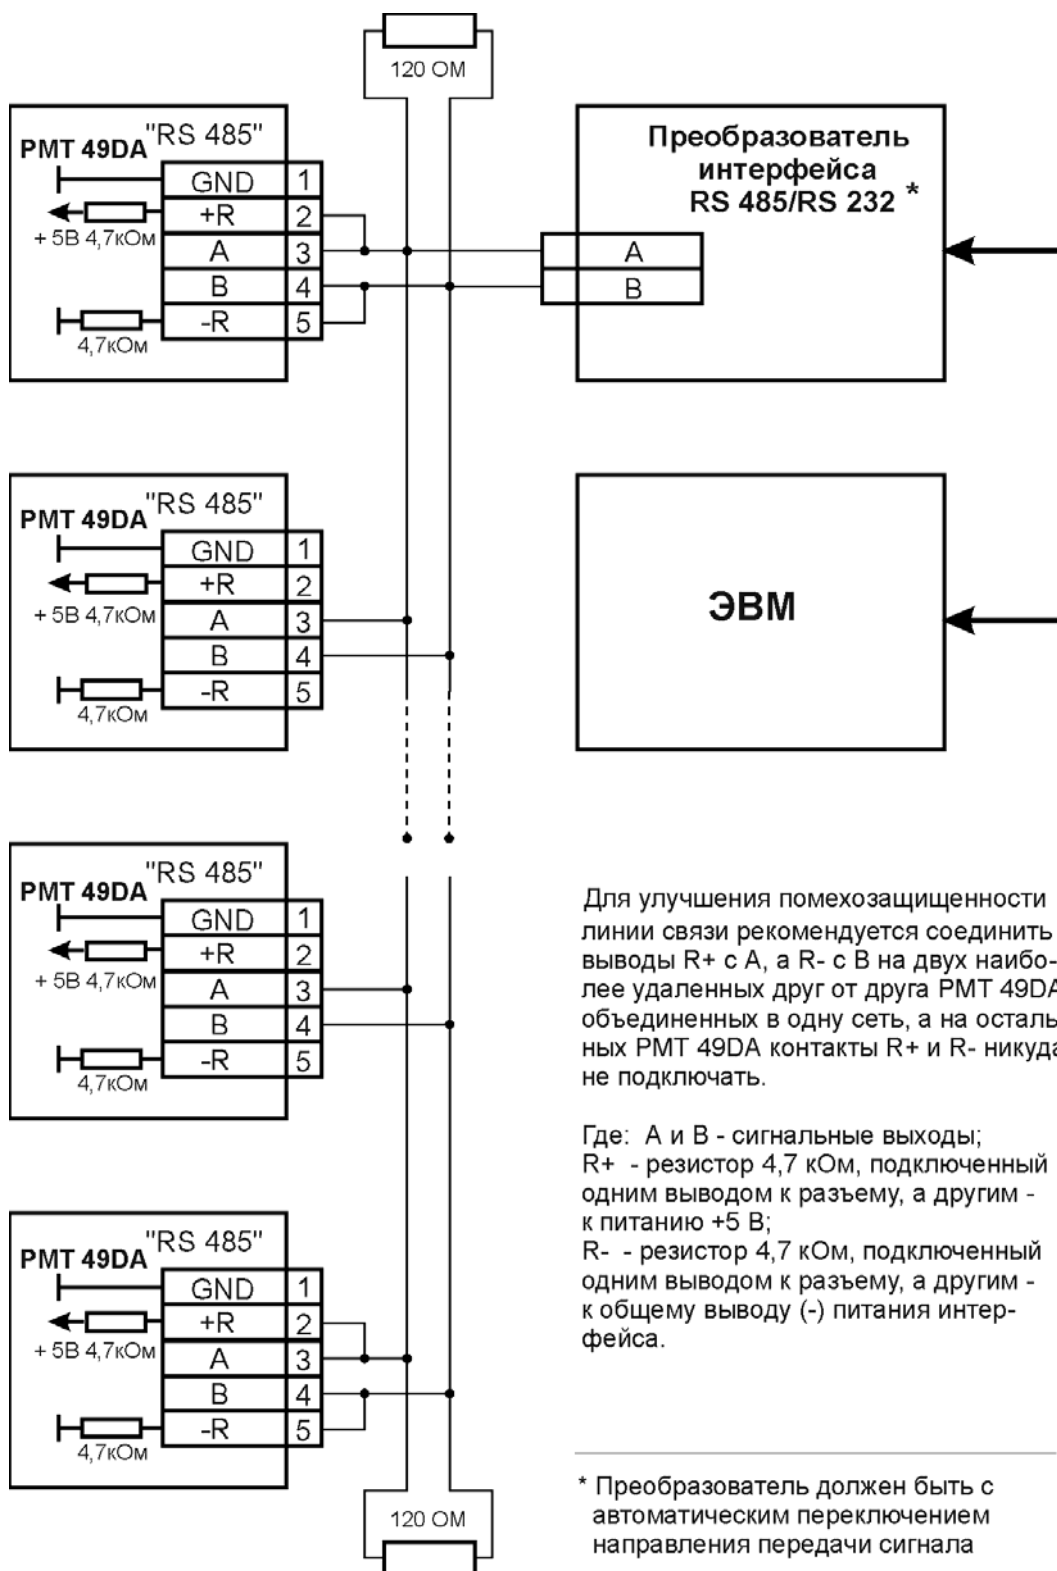 120 ОМ
РМТ 49DA "RS 485"
GND 1
+R 2
+ 5В 4,7кОм
A 3
B 4
-R 5
4,7кОм
Преобразователь
интерфейса
RS 485/RS 232 *
A
B
РМТ 49DA "RS 485"
GND 1
+R 2
+ 5В 4,7кОм
A 3
B 4
-R 5
4,7кОм
ЭВМ
РМТ 49DA "RS 485"
GND 1
+R 2
+ 5В 4,7кОм
A 3
B 4
-R 5
4,7кОм
РМТ 49DA "RS 485"
GND 1
+R 2
+ 5В 4,7кОм
A 3
B 4
-R 5
4,7кОм
120 ОМ
Для улучшения помехозащищенности
линии связи рекомендуется соединить
выводы R+ с A, а R- с B на двух наибо-
лее удаленных друг от друга РМТ 49DA
объединенных в одну сеть, а на осталь
ных РМТ 49DA контакты R+ и R- никуда
не подключать.
Где: A и B - сигнальные выходы;
R+ - резистор 4,7 кОм, подключенный
одним выводом к разъему, а другим -
к питанию +5 В;
R- - резистор 4,7 кОм, подключенный
одним выводом к разъему, а другим -
к общему выводу (-) питания интер-
фейса.
* Преобразователь должен быть с
автоматическим переключением
направления передачи сигнала